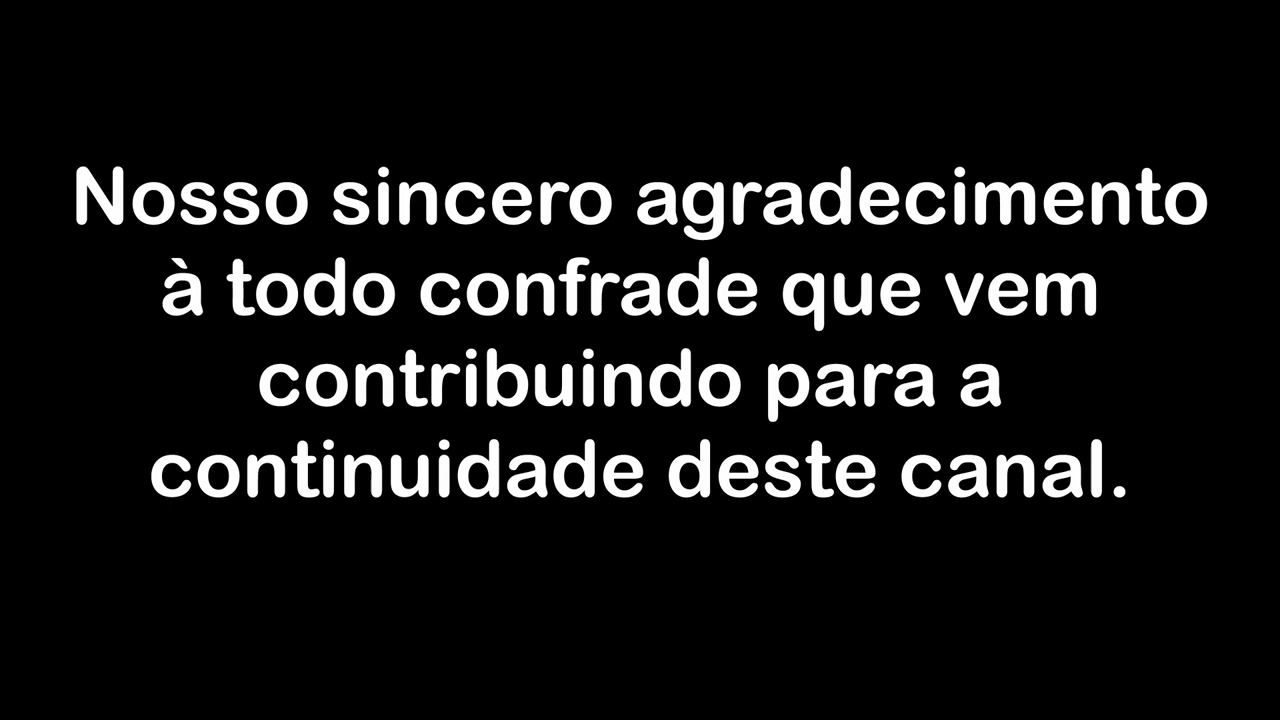 Nosso sincero agradecimento
à todo confrade que vem
contribuindo para a
continuidade deste canal.